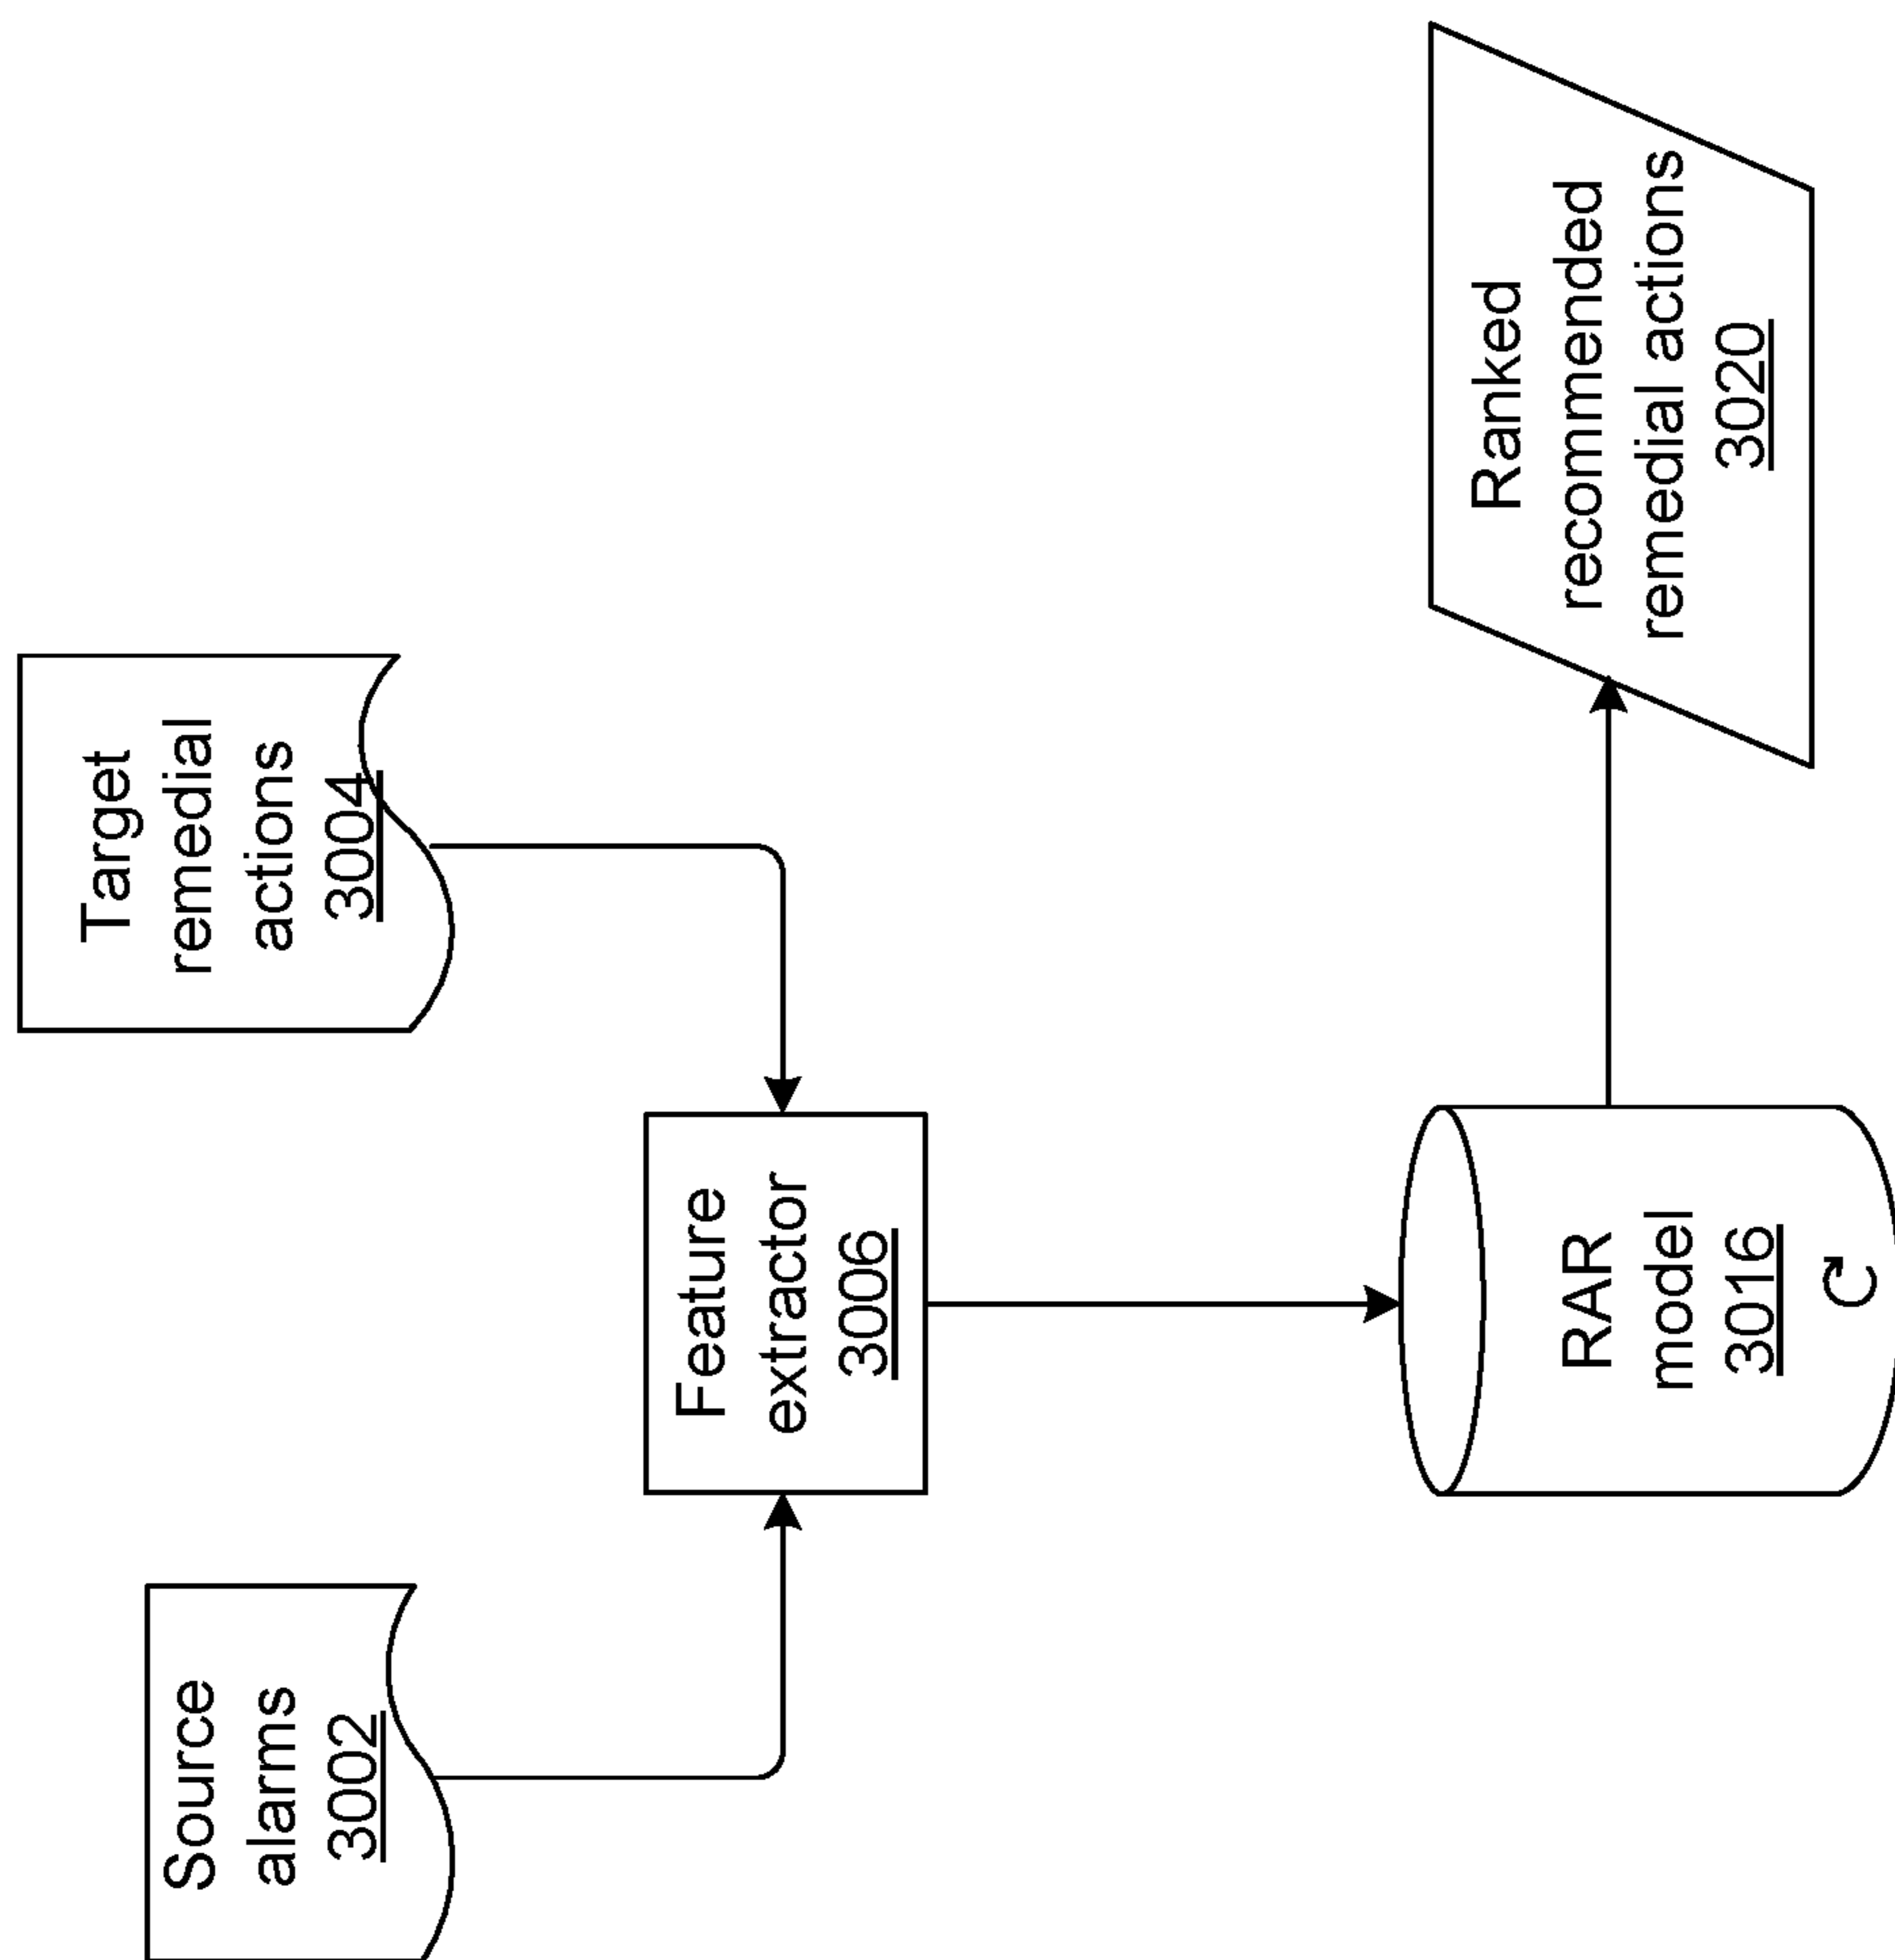 Source
alarms
3002
Target
remedial
actions
3004
Feature
extractor
3006
RAR
model
3016
Ranked
recommended
remedial actions
3020